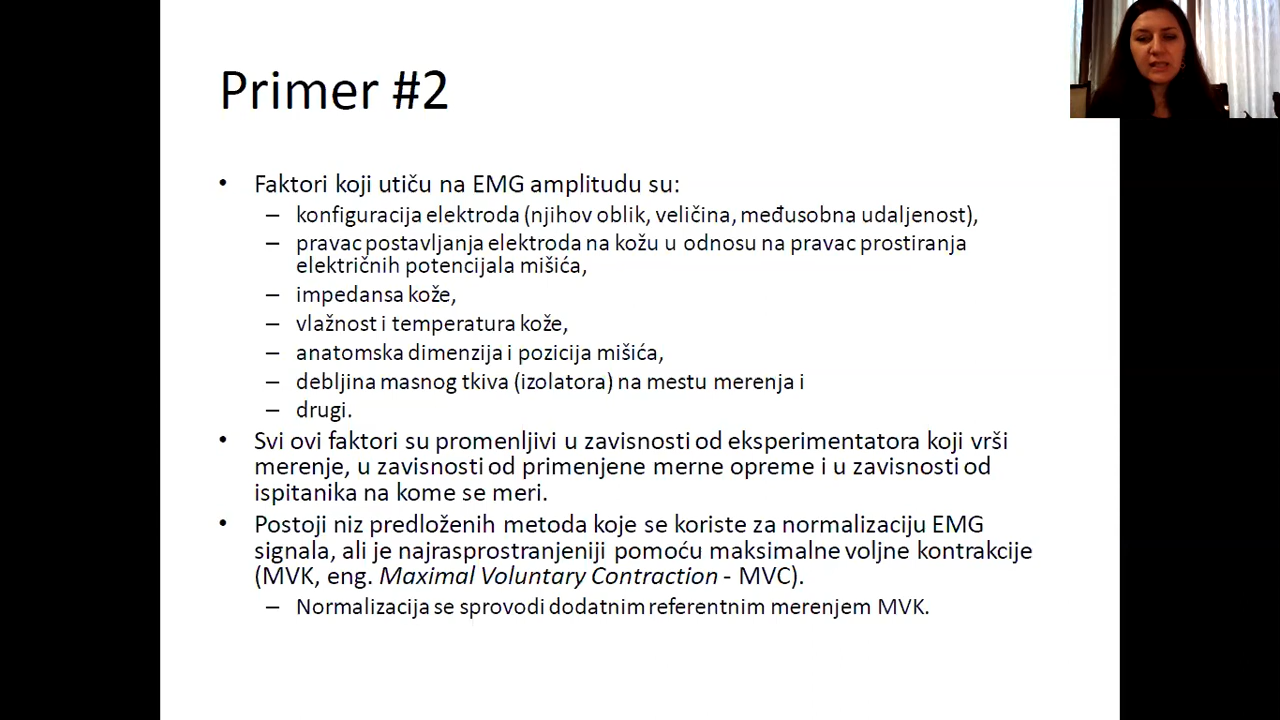 Primer #2
• Faktori koji utiču na EMG amplitudu su:
– konfiguracija elektroda (njihov oblik, veličina, međusobna udaljenost),
– pravac postavljanja elektroda na kožu u odnosu na pravac prostiranja
električnih potencijala mišića,
– impedansa kože,
– vlažnost i temperatura kože,
– anatomska dimenzija i pozicija mišića,
– debljina masnog tkiva (izolatora) na mestu merenja i
– drugi.
• Svi ovi faktori su promenljivi u zavisnosti od eksperimentatora koji vrši
merenje, u zavisnosti od primenjene merne opreme i u zavisnosti od
ispitanika na kome se meri.
• Postoji niz predloženih metoda koje se koriste za normalizaciju EMG
signala, ali je najrasprostranjeniji pomoću maksimalne voljne kontrakcije
(MVK, eng. Maximal Voluntary Contraction - MVC).
– Normalizacija se sprovodi dodatnim referentnim merenjem MVK.